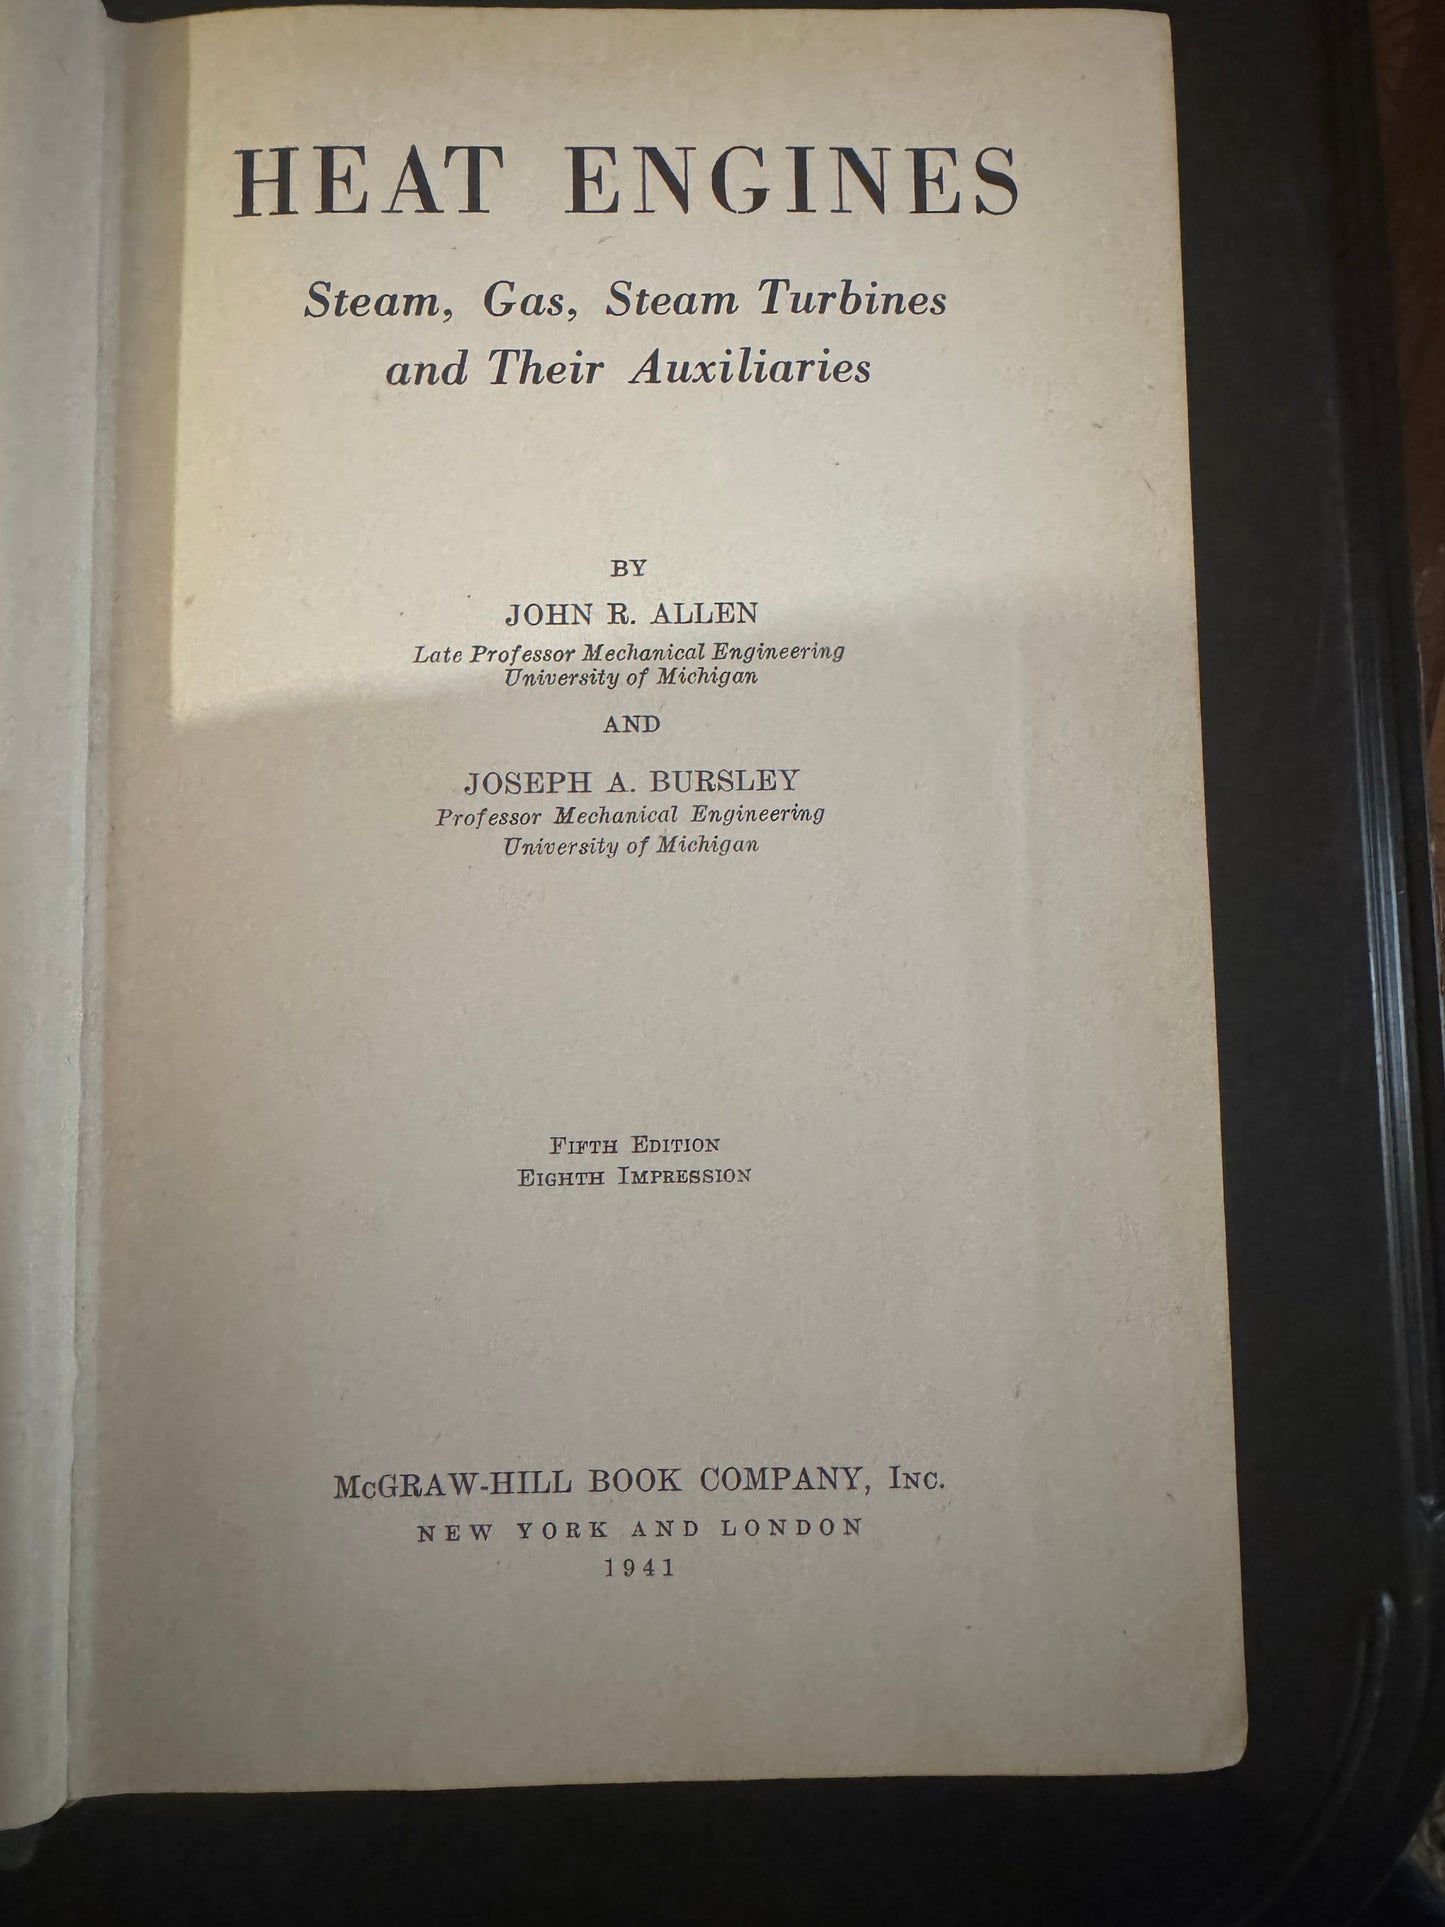 HEAT ENGINES
Steam, Gas, Steam Turbines
and Their Auxiliaries
BY
JOHN R. ALLEN
Late Professor Mechanical Engineering
University of Michigan
AND
JOSEPH A. BURSLEY
Professor Mechanical Engineering
University of Michigan
FIFTH EDITION
EIGHTH IMPRESSION
McGRAW-HILL BOOK COMPANY, INC.
NEW YORK AND LONDON
1941